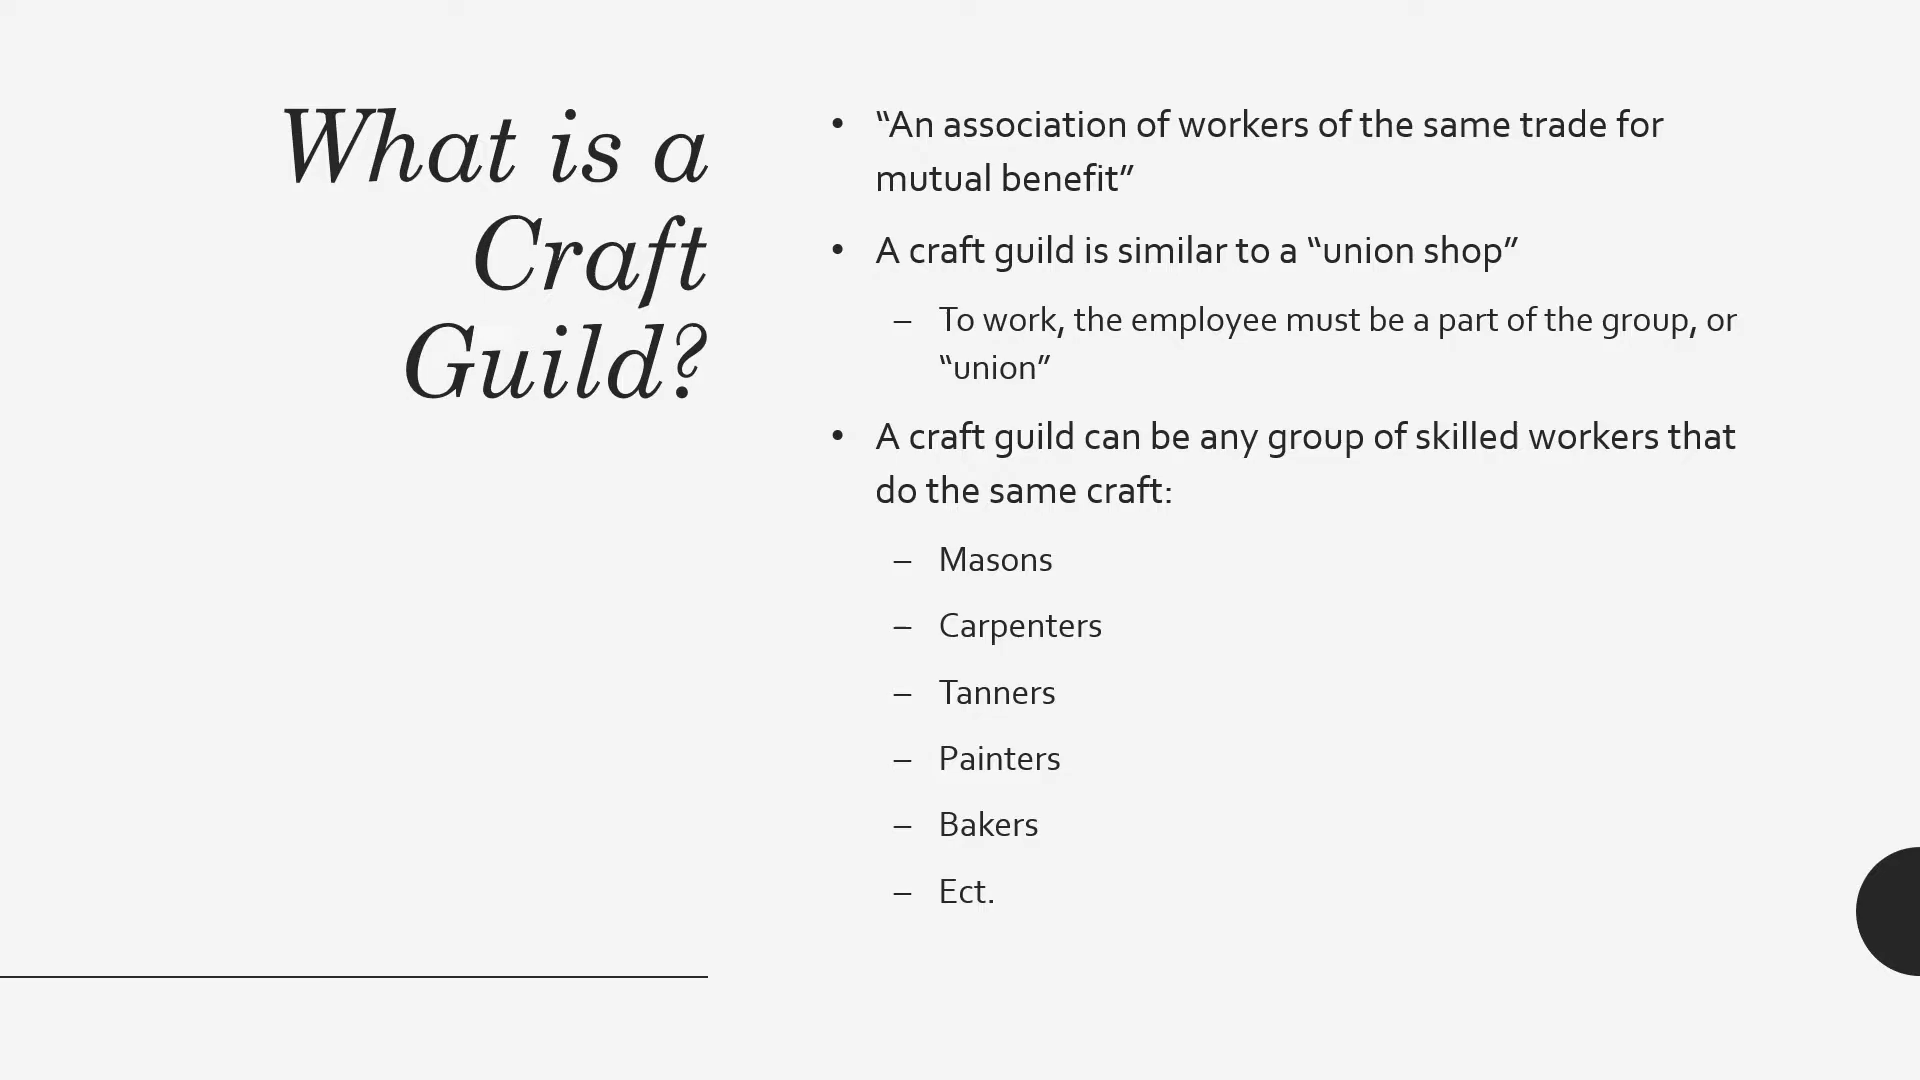 What is a
Craft
Guild?
• “An association of workers of the same trade for
mutual benefit”
• A craft guild is similar to a “union shop”
– To work, the employee must be a part of the group, or
“union”
• A craft guild can be any group of skilled workers that
do the same craft:
– Masons
– Carpenters
– Tanners
– Painters
– Bakers
– Ect.